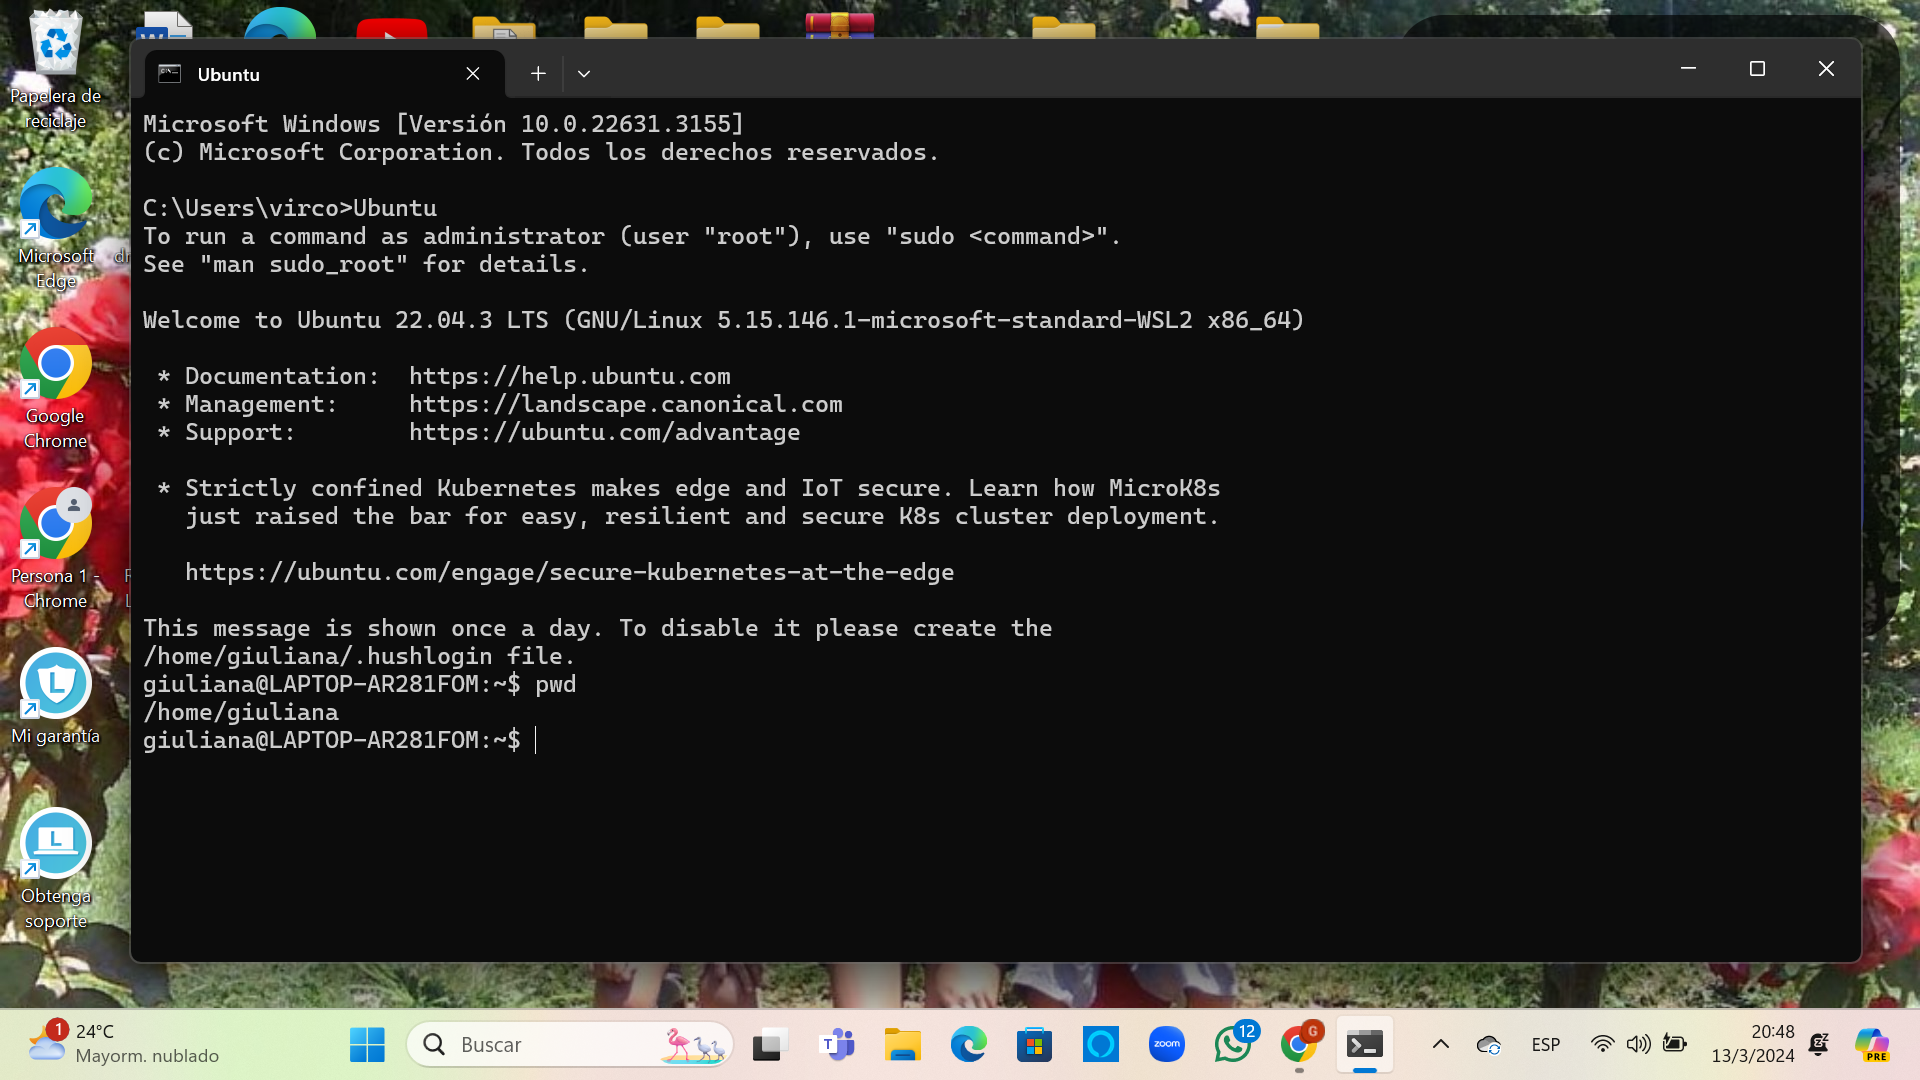 Papelera de
reciclaje
Microsoft
Edge
Google
Chrome
Persona 1 -
Chrome
Mi garantía
Obtenga
soporte
Ubuntu
Microsoft Windows [Versión 10.0.22631.3155]
(c) Microsoft Corporation. Todos los derechos reservados.
C:\Users\virco>Ubuntu
To run a command as administrator (user "root"), use "sudo <command>".
See "man sudo_root" for details.
Welcome to Ubuntu 22.04.3 LTS (GNU/Linux 5.15.146.1-microsoft-standard-WSL2 x86_64)
* Documentation:  https://help.ubuntu.com
* Management:     https://landscape.canonical.com
* Support:        https://ubuntu.com/advantage
* Strictly confined Kubernetes makes edge and IoT secure. Learn how MicroK8s
just raised the bar for easy, resilient and secure K8s cluster deployment.
https://ubuntu.com/engage/secure-kubernetes-at-the-edge
This message is shown once a day. To disable it please create the
/home/giuliana/.hushlogin file.
giuliana@LAPTOP-AR281FOM:~$ pwd
/home/giuliana
giuliana@LAPTOP-AR281FOM:~$
1
24°C
Mayorm. nublado
Buscar
T
zoom
12
G
ESP
20:48
13/3/2024
PRE